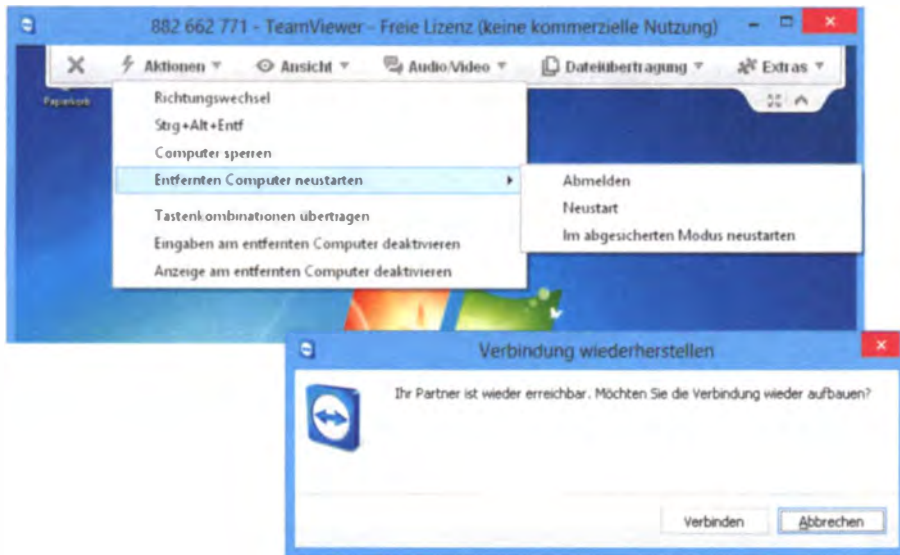 882 662 771 - TeamViewer - Freie Lizenz (keine kommerzielle Nutzung)
Aktionen Ansicht Audio/Video Dateiübertragung Extras
Papierkorb
Richtungswechsel
Strg+Alt+Entf
Computer sperren
Entfernten Computer neustarten
Abmelden
Neustart
Im abgesicherten Modus neustarten
Tastenkombinationen übertragen
Eingaben am entfernten Computer deaktivieren
Anzeige am entfernten Computer deaktivieren
Verbindung wiederherstellen
Ihr Partner ist wieder erreichbar. Möchten Sie die Verbindung wieder aufbauen?
Verbinden Abbrechen